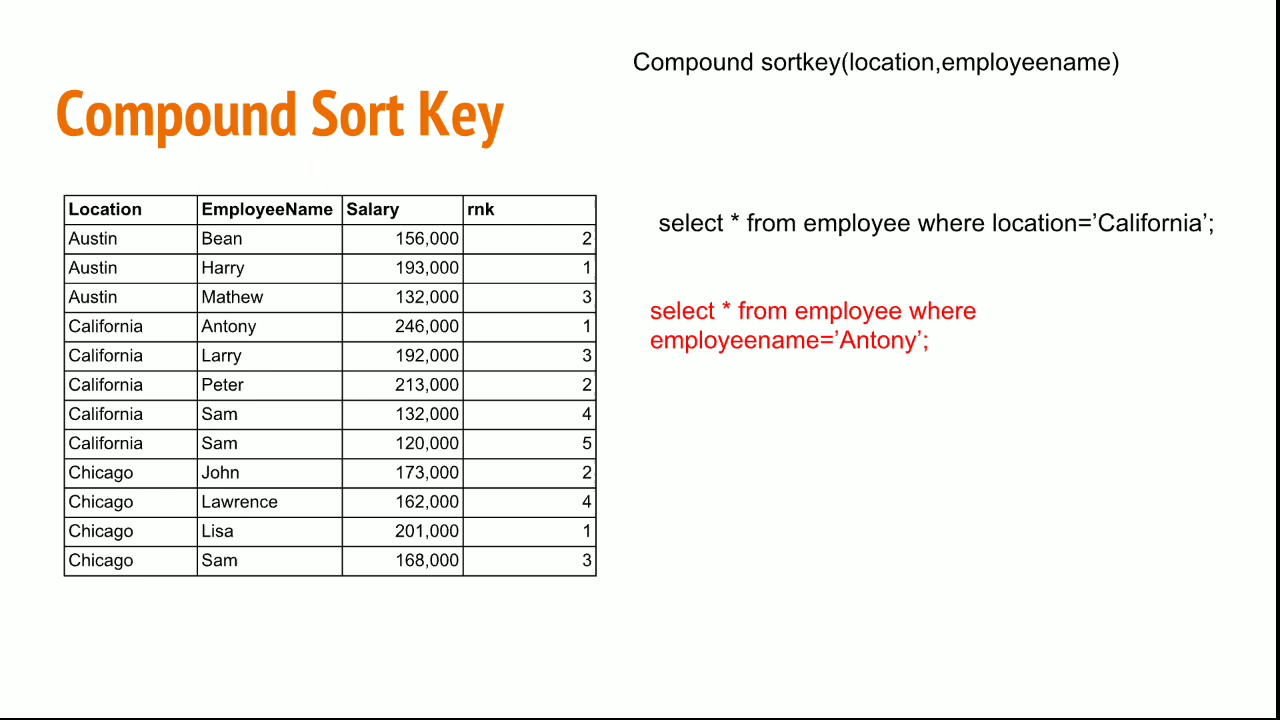 Compound sortkey(location,employeename)
Compound Sort Key
Location EmployeeName Salary rnk
Austin Bean 156,000 2
Austin Harry 193,000 1
Austin Mathew 132,000 3
California Antony 246,000 1
California Larry 192,000 3
California Peter 213,000 2
California Sam 132,000 4
California Sam 120,000 5
Chicago John 173,000 2
Chicago Lawrence 162,000 4
Chicago Lisa 201,000 1
Chicago Sam 168,000 3
select * from employee where location=’California’;
select * from employee where
employeename=’Antony’;